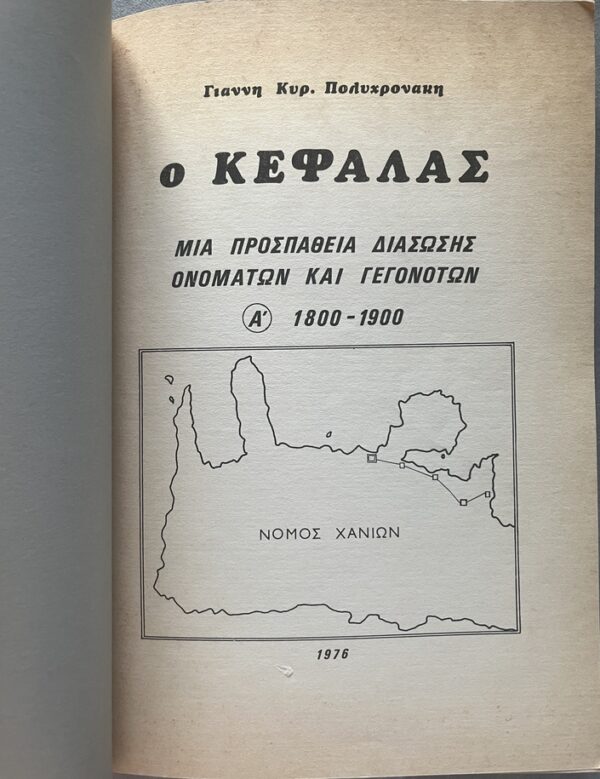 Γιαννη Κυρ. Πολυχρονακη
ο ΚΕΦΑΛΑΣ
ΜΙΑ ΠΡΟΣΠΑΘΕΙΑ ΔΙΑΣΩΣΗΣ
ΟΝΟΜΑΤΩΝ ΚΑΙ ΓΕΓΟΝΟΤΩΝ
Α' 1800-1900
ΝΟΜΟΣ ΧΑΝΙΩΝ
1976